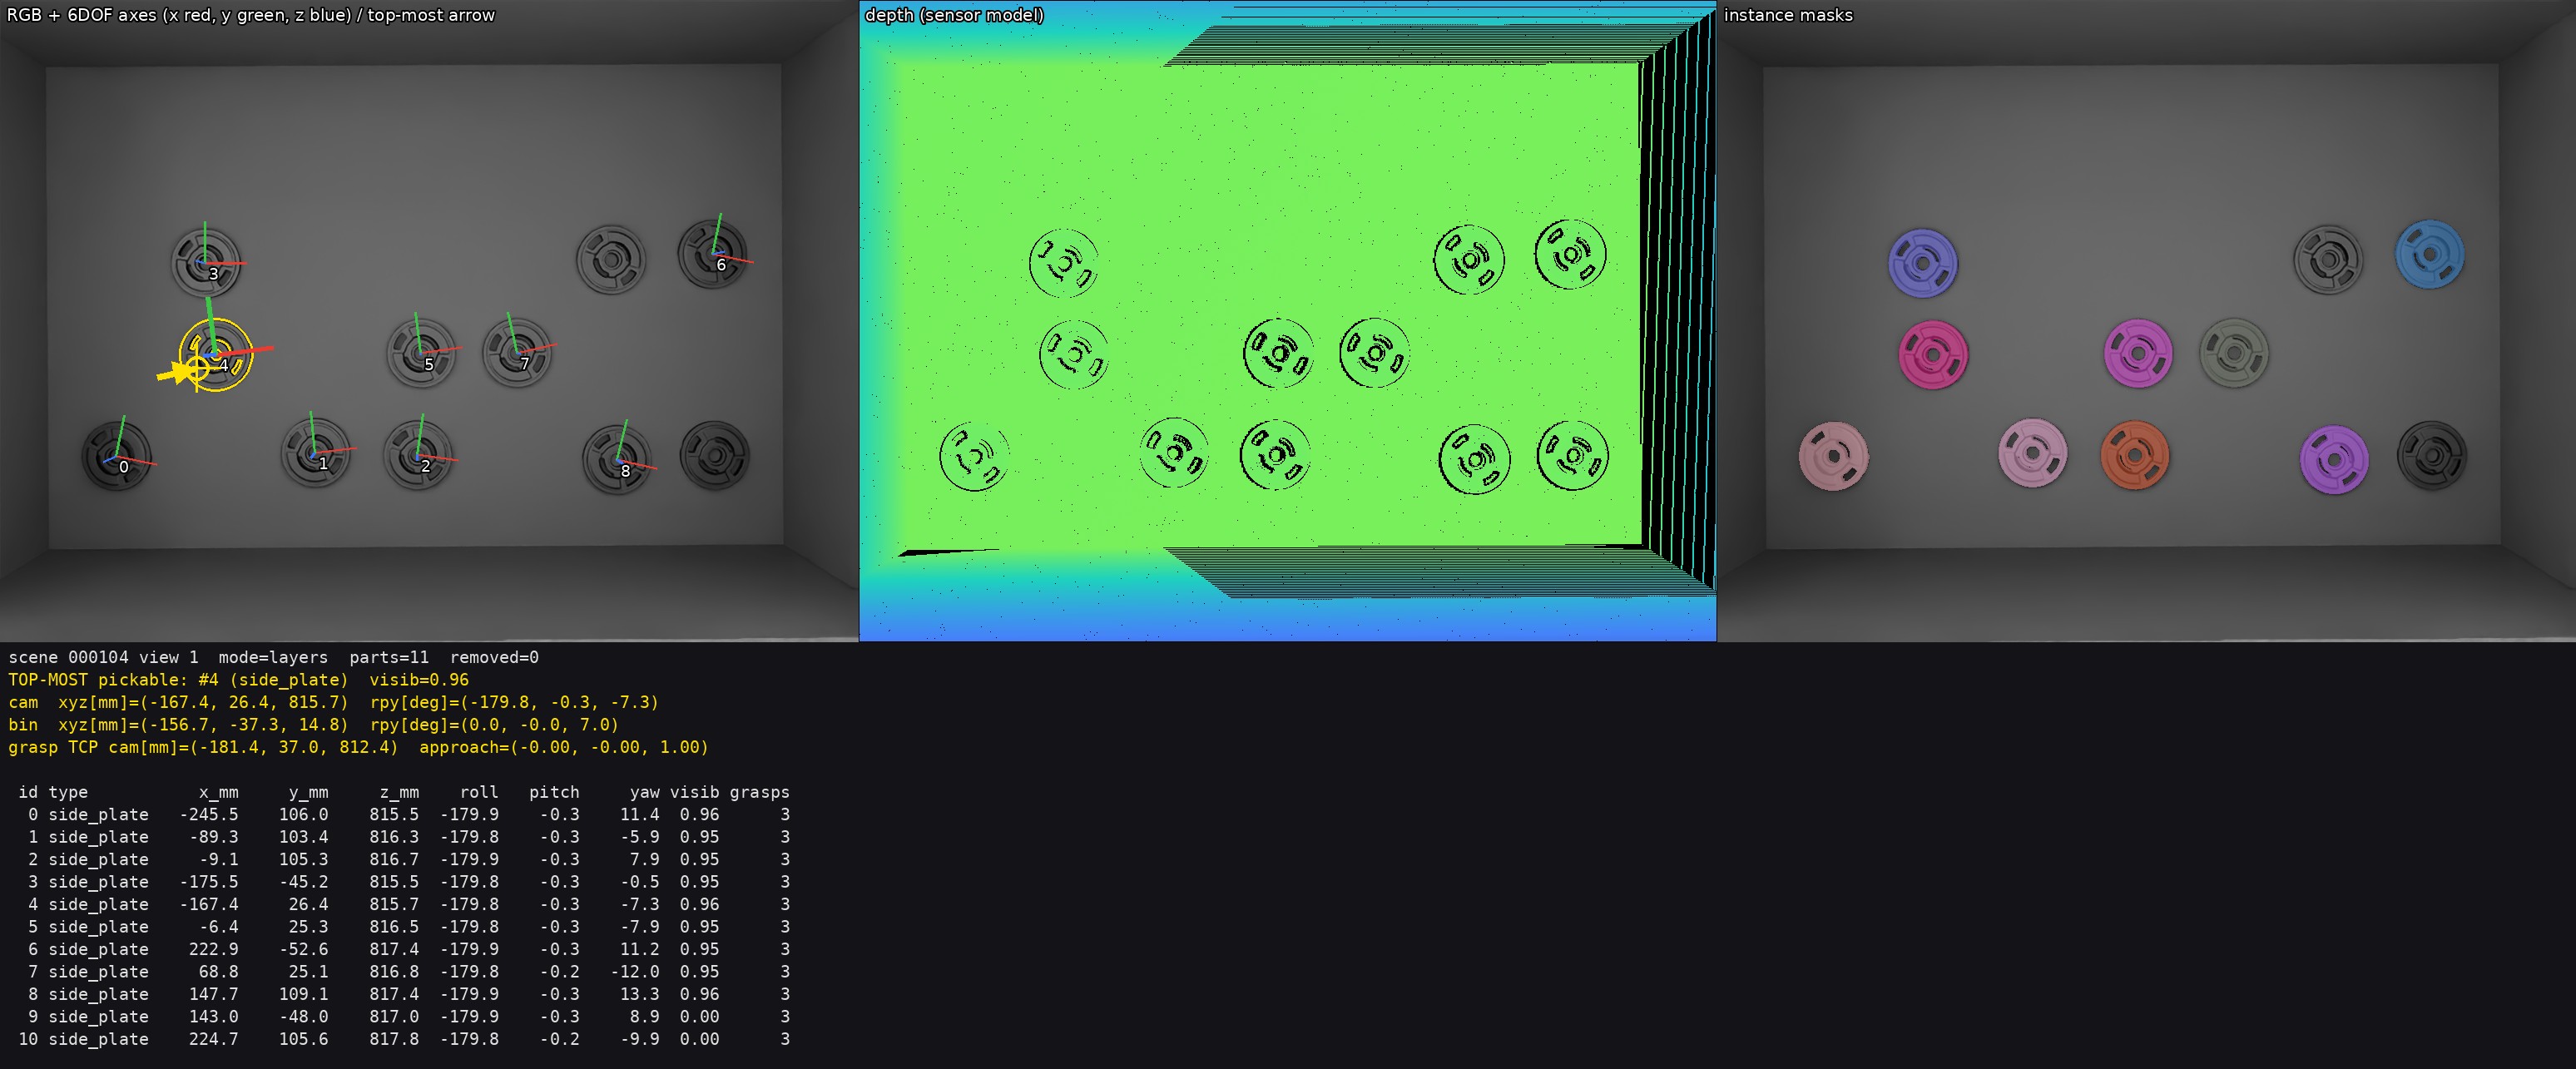 RGB + 6DOF axes (x red, y green, z blue) / top-most arrow
depth (sensor model)
instance masks
3
6
4
5
7
0
1
2
8
scene 000104 view 1  mode=layers  parts=11  removed=0
TOP-MOST pickable: #4 (side_plate)  visib=0.96
cam  xyz[mm]=(-167.4, 26.4, 815.7)  rpy[deg]=(-179.8, -0.3, -7.3)
bin  xyz[mm]=(-156.7, -37.3, 14.8)  rpy[deg]=(0.0, -0.0, 7.0)
grasp TCP cam[mm]=(-181.4, 37.0, 812.4)  approach=(-0.00, -0.00, 1.00)
id type x_mm y_mm z_mm roll pitch yaw visib grasps
0 side_plate -245.5 106.0 815.5 -179.9 -0.3 11.4 0.96 3
1 side_plate -89.3 103.4 816.3 -179.8 -0.3 -5.9 0.95 3
2 side_plate -9.1 105.3 816.7 -179.9 -0.3 7.9 0.95 3
3 side_plate -175.5 -45.2 815.5 -179.8 -0.3 -0.5 0.95 3
4 side_plate -167.4 26.4 815.7 -179.8 -0.3 -7.3 0.96 3
5 side_plate -6.4 25.3 816.5 -179.8 -0.3 -7.9 0.95 3
6 side_plate 222.9 -52.6 817.4 -179.9 -0.3 11.2 0.95 3
7 side_plate 68.8 25.1 816.8 -179.8 -0.2 -12.0 0.95 3
8 side_plate 147.7 109.1 817.4 -179.9 -0.3 13.3 0.96 3
9 side_plate 143.0 -48.0 817.0 -179.9 -0.3 8.9 0.00 3
10 side_plate 224.7 105.6 817.8 -179.8 -0.2 -9.9 0.00 3